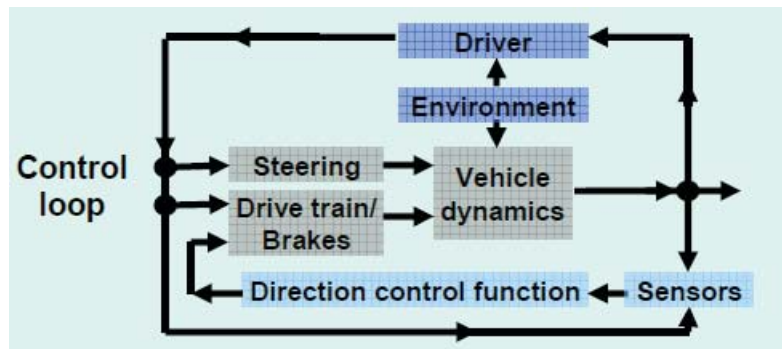 Driver
Environment
Control
loop
Steering
Drive train/
Brakes
Vehicle
dynamics
Direction control function
Sensors